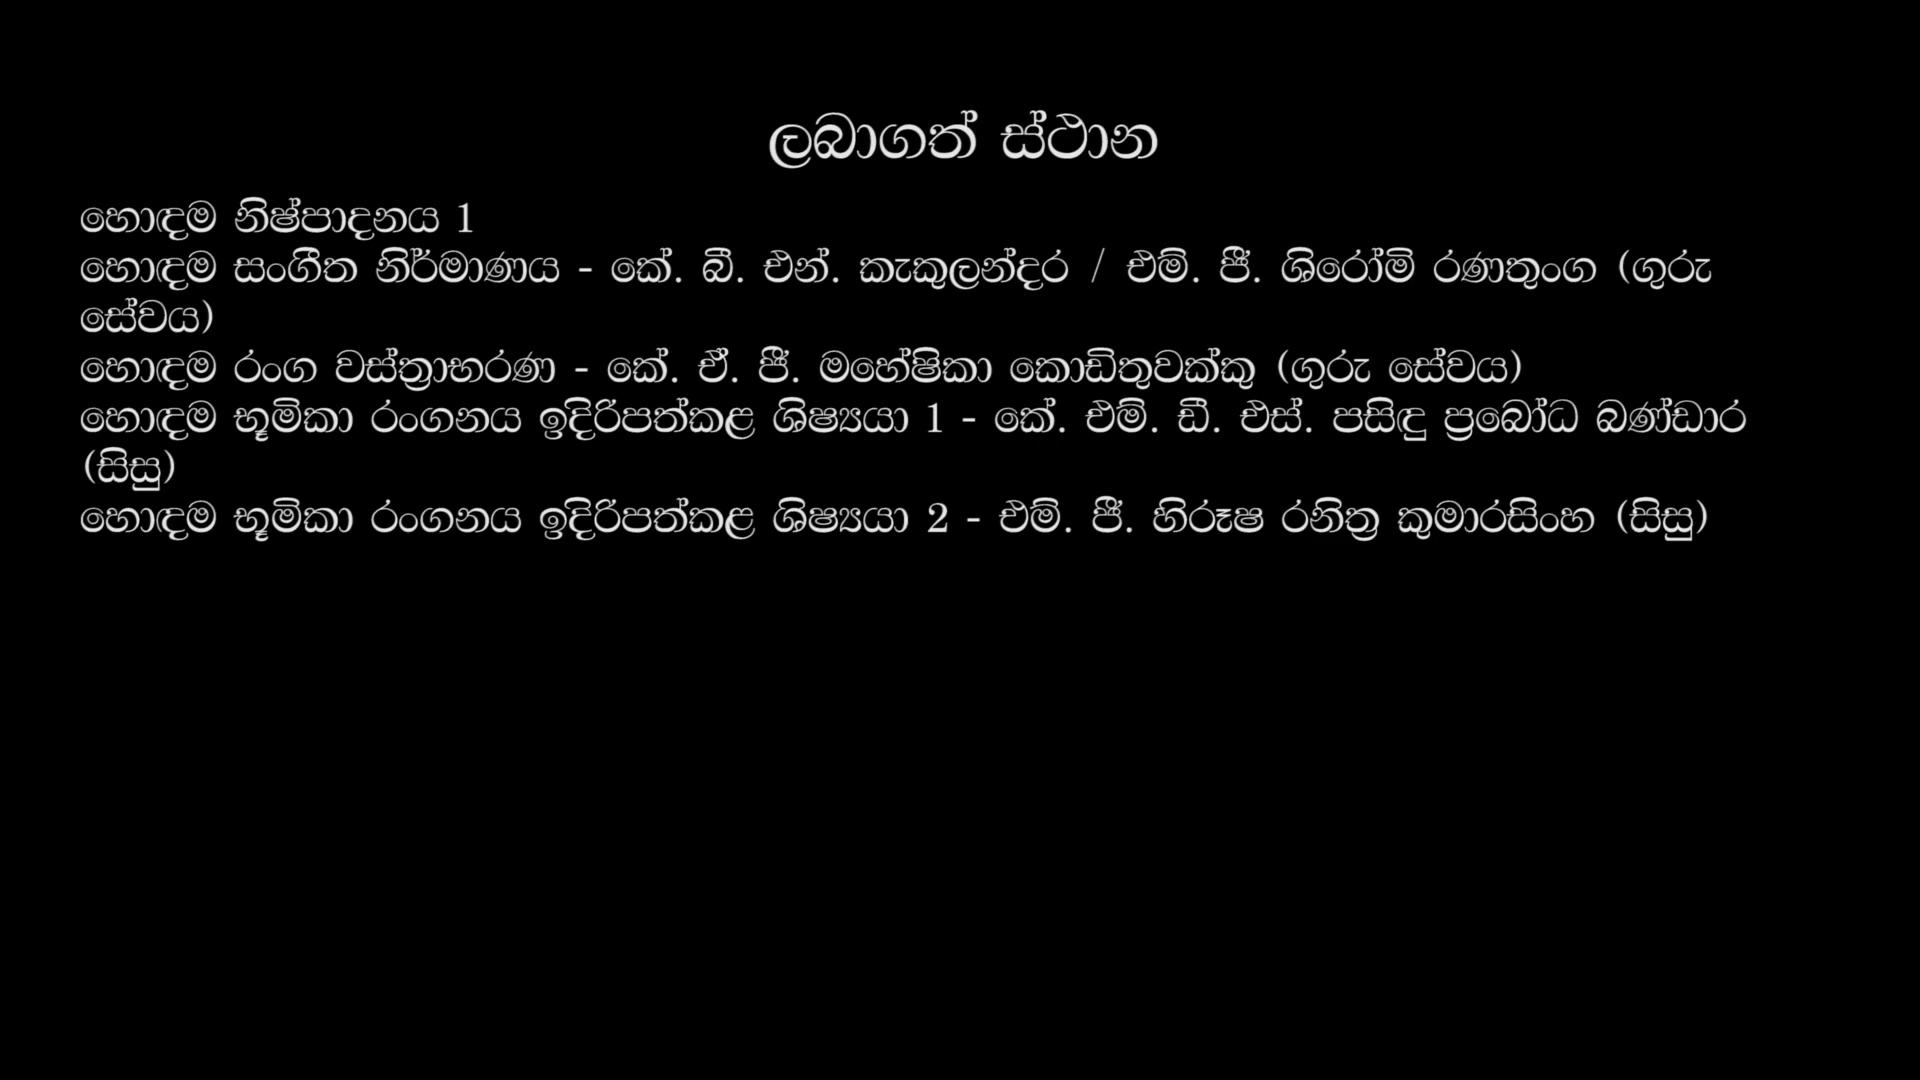 ලබාගත් ස්ථාන
හොඳම නිෂ්පාදනය 1
හොඳම සංගීත නිර්මාණය - කේ. බී. එන්. කැකුලන්දර / එම්. ජී. ශිරෝමි රණතුංග (ගුරු
සේවය)
හොඳම රංග වස්ත්‍රාභරණ - කේ. ඒ. ජී. මහේෂිකා කොඩිතුවක්කු (ගුරු සේවය)
හොඳම භූමිකා රංගනය ඉදිරිපත්කළ ශිෂ්‍යයා 1 - කේ. එම්. ඩී. එස්. පසිඳු ප්‍රබෝධ බණ්ඩාර
(සිසු)
හොඳම භූමිකා රංගනය ඉදිරිපත්කළ ශිෂ්‍යයා 2 - එම්. ජී. හිරූෂ රනිත්‍ර කුමාරසිංහ (සිසු)